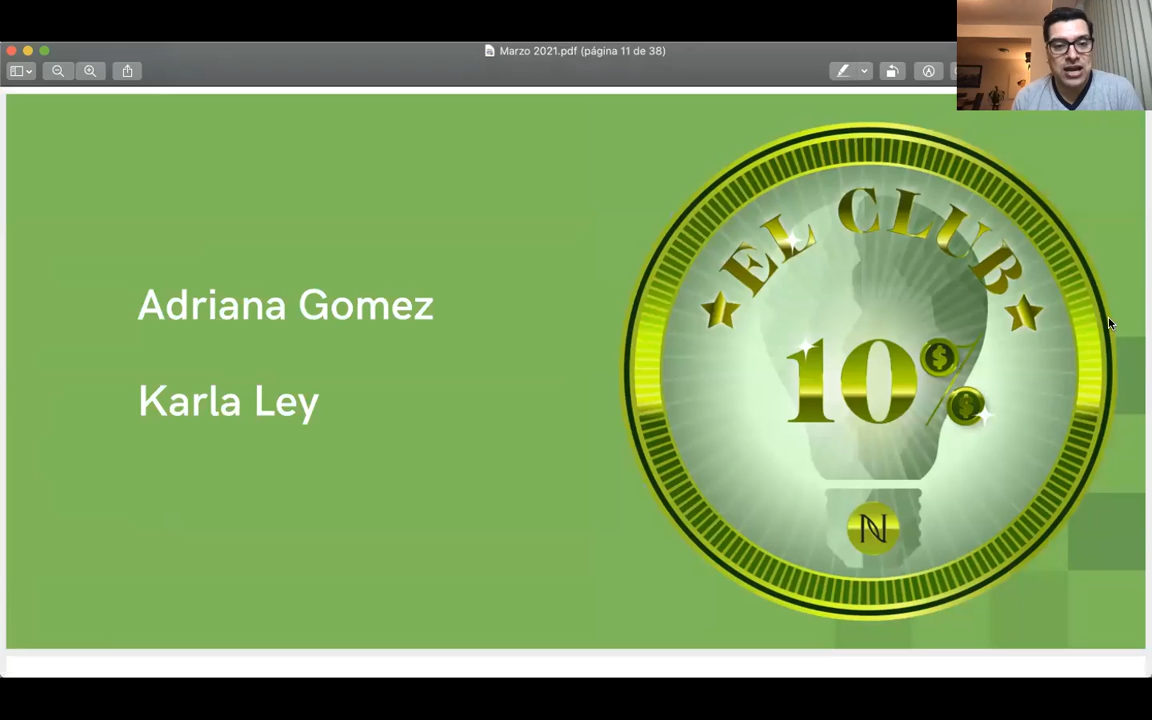 Marzo 2021.pdf (página 11 de 38)
Adriana Gomez
Karla Ley
EL CLUB
10%
N